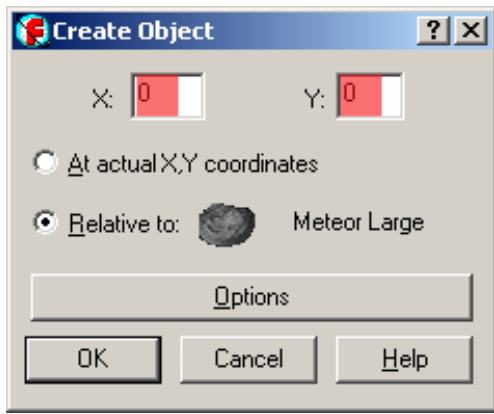 Create Object
X: 0 Y: 0
At actual X,Y coordinates
Relative to: Meteor Large
Options
OK Cancel Help